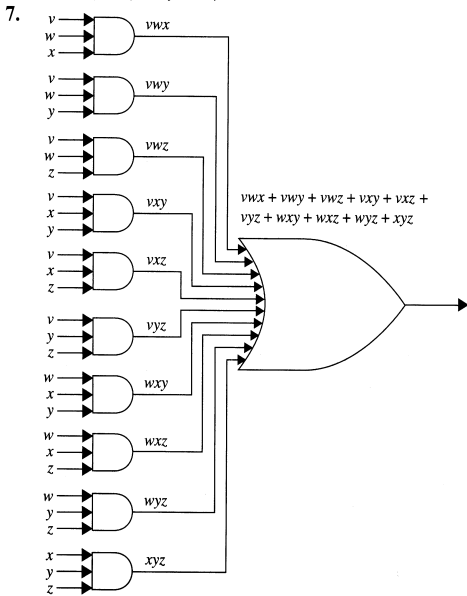 7.
v
w
x
vwx
v
w
y
vwy
v
w
z
vwz
v
x
y
vxy
v
x
z
vxz
v
y
z
vyz
w
x
y
wxy
w
x
z
wxz
w
y
z
wyz
x
y
z
xyz
vwx + vwy + vwz + vxy + vxz +
vyz + wxy + wxz + wyz + xyz